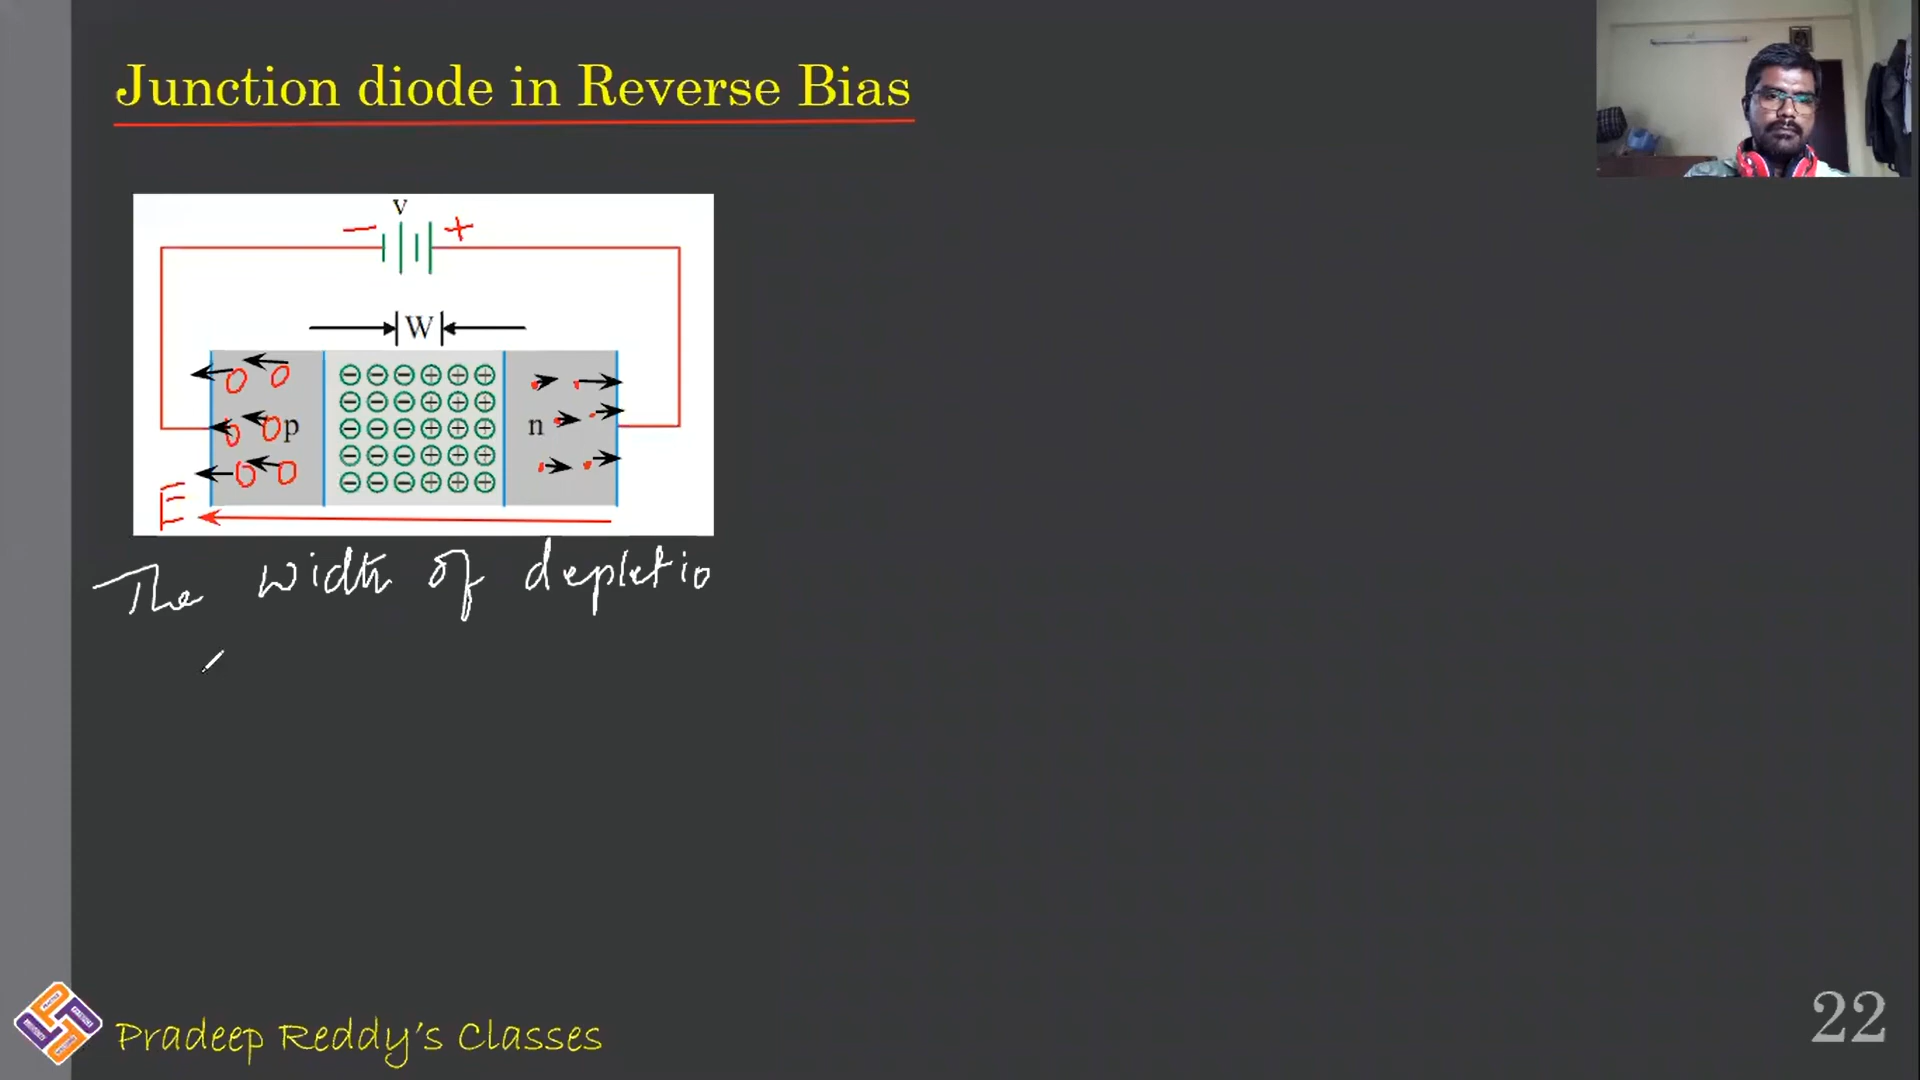 Junction diode in Reverse Bias
V
− +
W
p n
E
The width of depletio
Pradeep Reddy's Classes
22